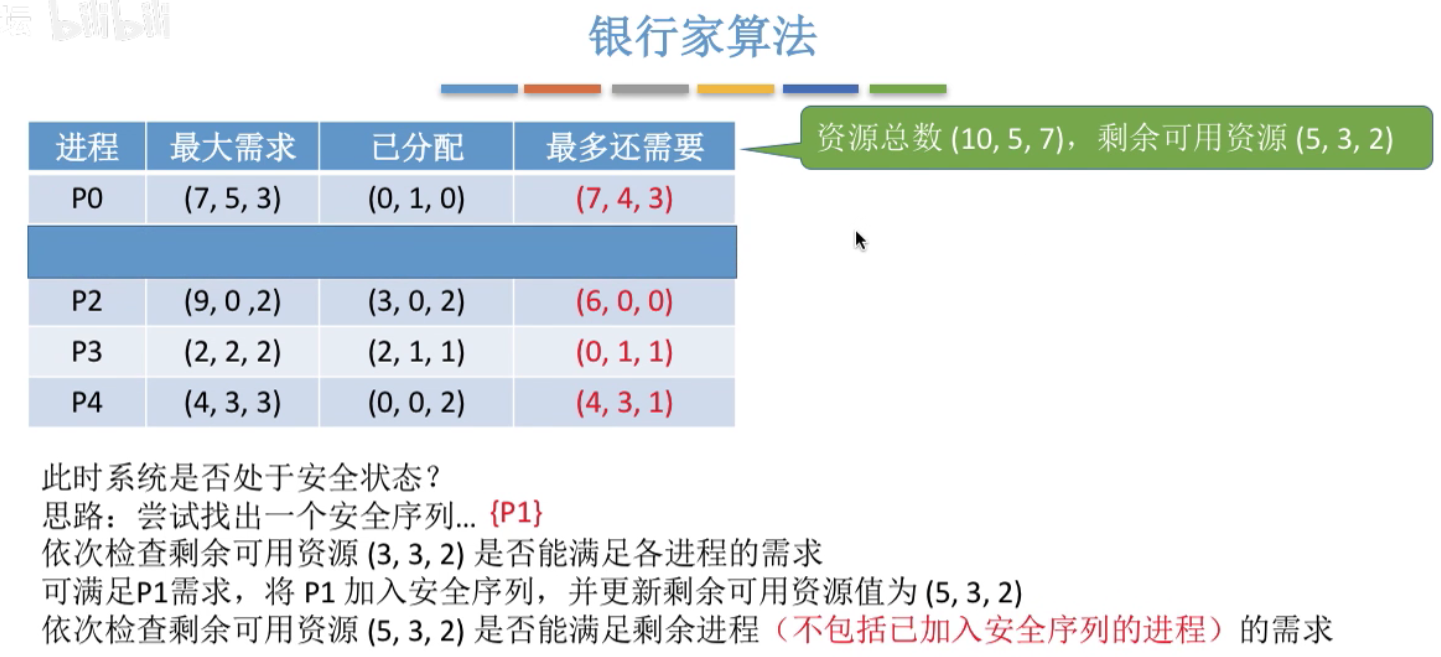 坛 bilibili
银行家算法
资源总数 (10, 5, 7)，剩余可用资源 (5, 3, 2)
进程 最大需求 已分配 最多还需要
P0 (7, 5, 3) (0, 1, 0) (7, 4, 3)
P2 (9, 0 ,2) (3, 0, 2) (6, 0, 0)
P3 (2, 2, 2) (2, 1, 1) (0, 1, 1)
P4 (4, 3, 3) (0, 0, 2) (4, 3, 1)
此时系统是否处于安全状态？
思路：尝试找出一个安全序列... {P1}
依次检查剩余可用资源 (3, 3, 2) 是否能满足各进程的需求
可满足P1需求，将 P1 加入安全序列，并更新剩余可用资源值为 (5, 3, 2)
依次检查剩余可用资源 (5, 3, 2) 是否能满足剩余进程（不包括已加入安全序列的进程）的需求